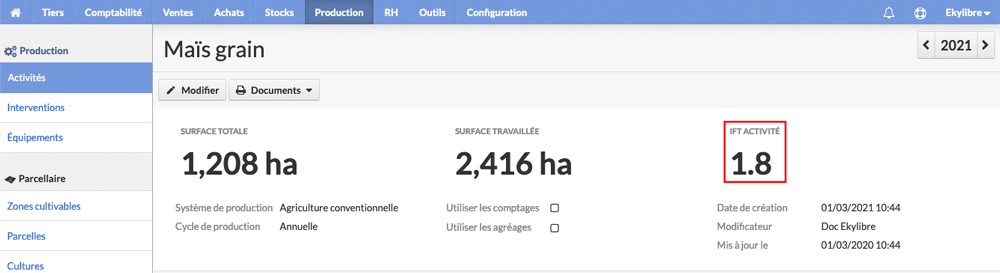 Tiers Comptabilité Ventes Achats Stocks Production RH Outils Configuration Ekylibre
Production
Activités
Interventions
Équipements
Parcellaire
Zones cultivables
Parcelles
Cultures
Maïs grain
2021
Modifier Documents
SURFACE TOTALE
1,208 ha
SURFACE TRAVAILLÉE
2,416 ha
IFT ACTIVITÉ
1.8
Système de production Agriculture conventionnelle
Cycle de production Annuelle
Utiliser les comptages
Utiliser les agréages
Date de création 01/03/2021 10:44
Modificateur Doc Ekylibre
Mis à jour le 01/03/2020 10:44